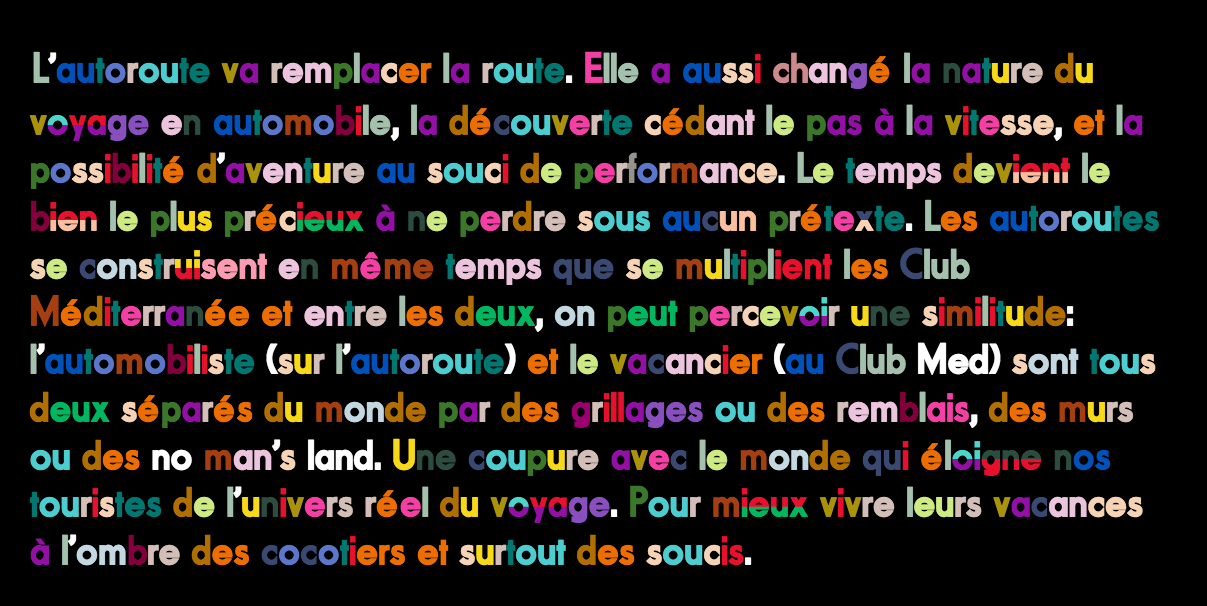 L'autoroute va remplacer la route. Elle a aussi changé la nature du
voyage en automobile, la découverte cédant le pas à la vitesse, et la
possibilité d'aventure au souci de performance. Le temps devient le
bien le plus précieux à ne perdre sous aucun prétexte. Les autoroutes
se construisent en même temps que se multiplient les Club
Méditerranée et entre les deux, on peut percevoir une similitude:
l'automobiliste (sur l'autoroute) et le vacancier (au Club Med) sont tous
deux séparés du monde par des grillages ou des remblais, des murs
ou des no man's land. Une coupure avec le monde qui éloigne nos
touristes de l'univers réel du voyage. Pour mieux vivre leurs vacances
à l'ombre des cocotiers et surtout des soucis.